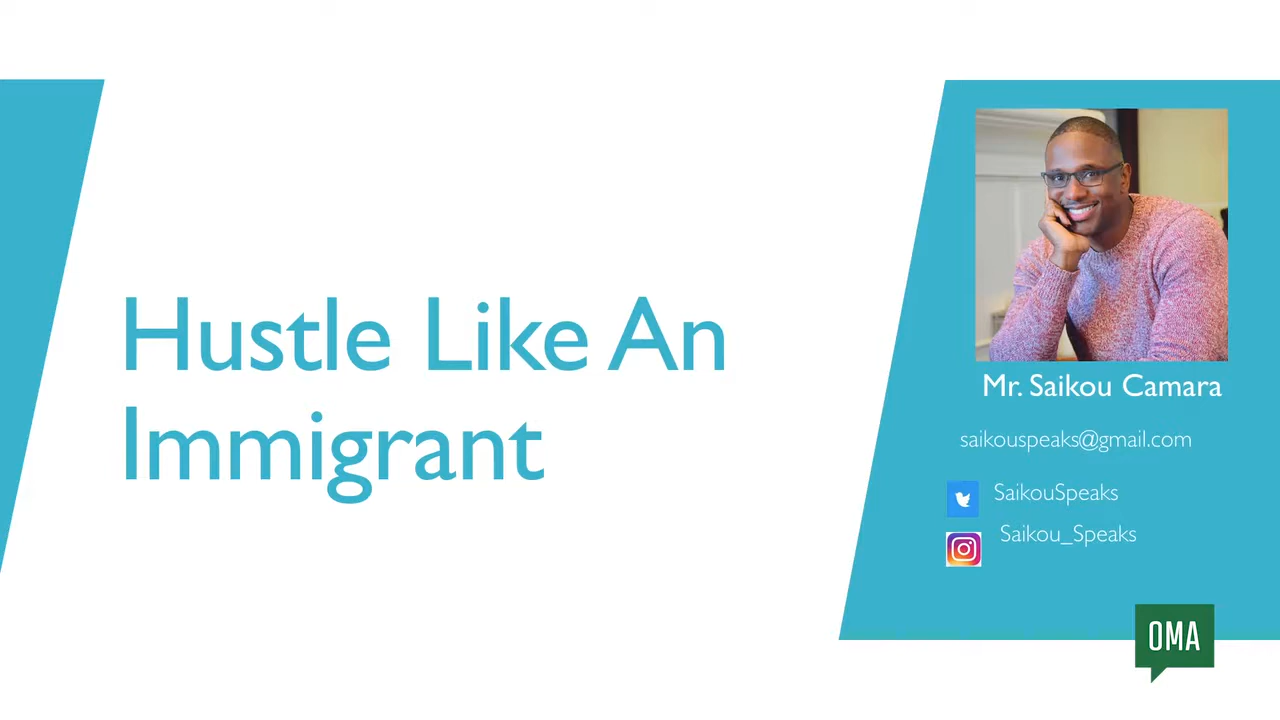 Hustle Like An
Immigrant
Mr. Saikou Camara
saikouspeaks@gmail.com
SaikouSpeaks
Saikou_Speaks
OMA